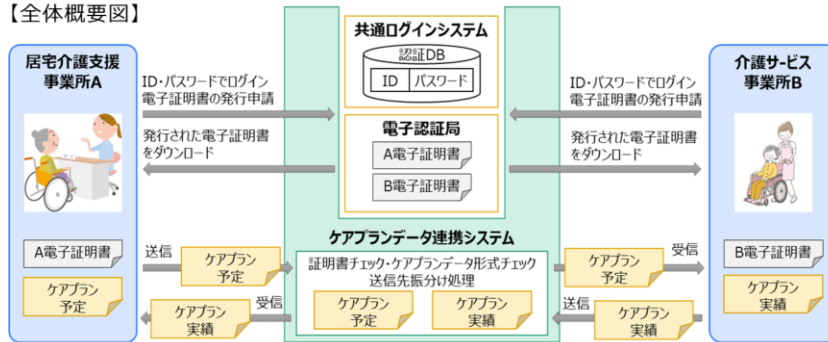 【全体概要図】
居宅介護支援
事業所A
ID・パスワードでログイン
電子証明書の発行申請
発行された電子証明書
をダウンロード
共通ログインシステム
認証DB
ID
パスワード
電子認証局
A電子証明書
B電子証明書
ID・パスワードでログイン
電子証明書の発行申請
発行された電子証明書
をダウンロード
介護サービス
事業所B
A電子証明書
ケアプラン
予定
送信
ケアプラン
予定
ケアプラン
実績
受信
ケアプランデータ連携システム
証明書チェック・ケアプランデータ形式チェック
送信先振分け処理
ケアプラン
予定
ケアプラン
実績
ケアプラン
予定
受信
送信
ケアプラン
実績
B電子証明書
ケアプラン
実績